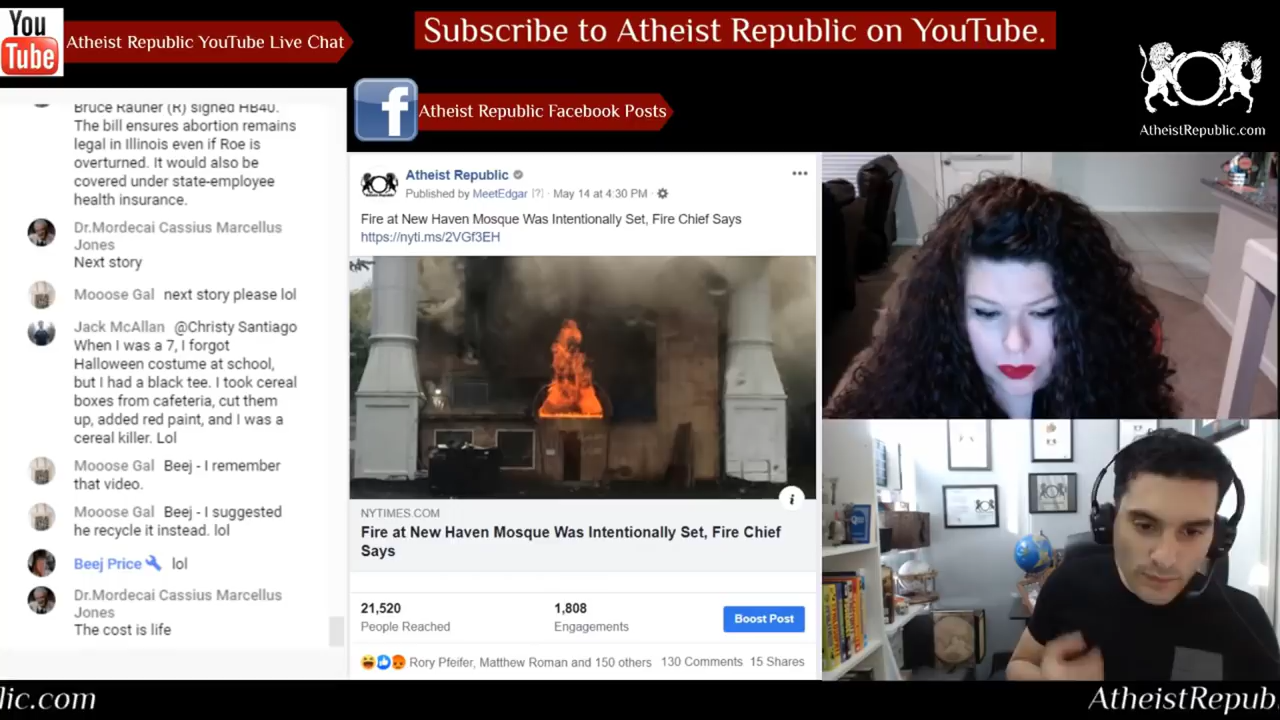 You
Tube
Atheist Republic YouTube Live Chat
Subscribe to Atheist Republic on YouTube.
AtheistRepublic.com
Atheist Republic Facebook Posts
Bruce Rauner (R) signed HB40.
The bill ensures abortion remains
legal in Illinois even if Roe is
overturned. It would also be
covered under state-employee
health insurance.
Dr.Mordecai Cassius Marcellus
Jones
Next story
Mooose Gal next story please lol
Jack McAllan @Christy Santiago
When I was a 7, I forgot
Halloween costume at school,
but I had a black tee. I took cereal
boxes from cafeteria, cut them
up, added red paint, and I was a
cereal killer. Lol
Mooose Gal Beej - I remember
that video.
Mooose Gal Beej - I suggested
he recycle it instead. lol
Beej Price lol
Dr.Mordecai Cassius Marcellus
Jones
The cost is life
Atheist Republic
Published by MeetEdgar [?] · May 14 at 4:30 PM ·
Fire at New Haven Mosque Was Intentionally Set, Fire Chief Says
https://nyti.ms/2VGf3EH
NYTIMES.COM
Fire at New Haven Mosque Was Intentionally Set, Fire Chief
Says
21,520
People Reached
1,808
Engagements
Boost Post
Rory Pfeifer, Matthew Roman and 150 others
130 Comments
15 Shares
lic.com
AtheistRepub